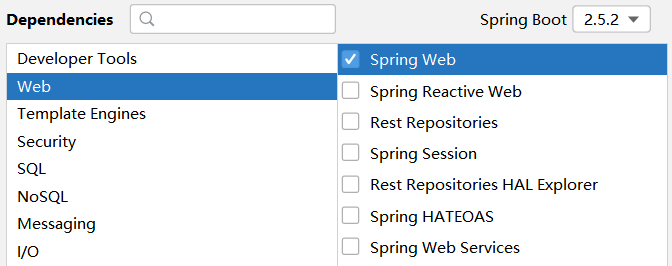 Dependencies
Spring Boot 2.5.2
Developer Tools
Web
Template Engines
Security
SQL
NoSQL
Messaging
I/O
Spring Web
Spring Reactive Web
Rest Repositories
Spring Session
Rest Repositories HAL Explorer
Spring HATEOAS
Spring Web Services